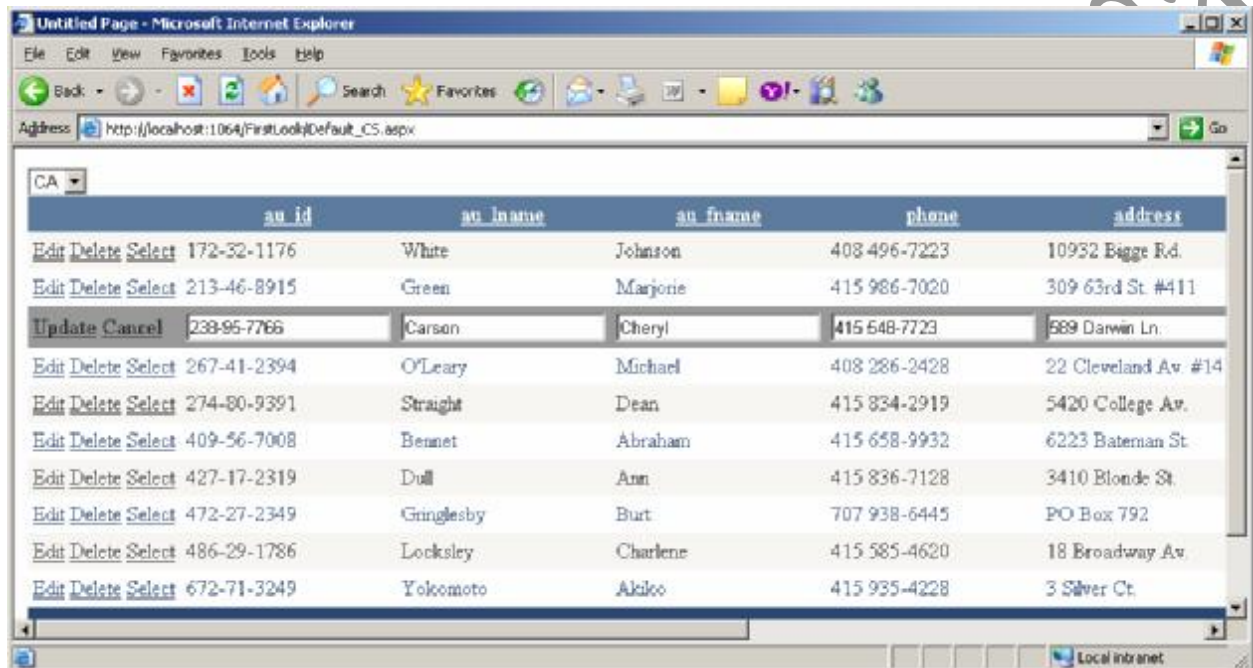 Untitled Page - Microsoft Internet Explorer
File Edit View Favorites Tools Help
Back Search Favorites
Address http://localhost:1064/FirstLook/Default_CS.aspx Go
CA
au_id au_lname au_fname phone address
Edit Delete Select 172-32-1176 White Johnson 408 496-7223 10932 Bigge Rd.
Edit Delete Select 213-46-8915 Green Marjorie 415 986-7020 309 63rd St. #411
Update Cancel 238-95-7766 Carson Cheryl 415 548-7723 589 Darwin Ln.
Edit Delete Select 267-41-2394 O'Leary Michael 408 286-2428 22 Cleveland Av. #14
Edit Delete Select 274-80-9391 Straight Dean 415 834-2919 5420 College Av.
Edit Delete Select 409-56-7008 Bennet Abraham 415 658-9932 6223 Bateman St.
Edit Delete Select 427-17-2319 Dull Ann 415 836-7128 3410 Blonde St.
Edit Delete Select 472-27-2349 Gringlesby Burt 707 938-6445 PO Box 792
Edit Delete Select 486-29-1786 Locksley Charlene 415 585-4620 18 Broadway Av.
Edit Delete Select 672-71-3249 Yokomoto Akiko 415 935-4228 3 Silver Ct.
Local intranet